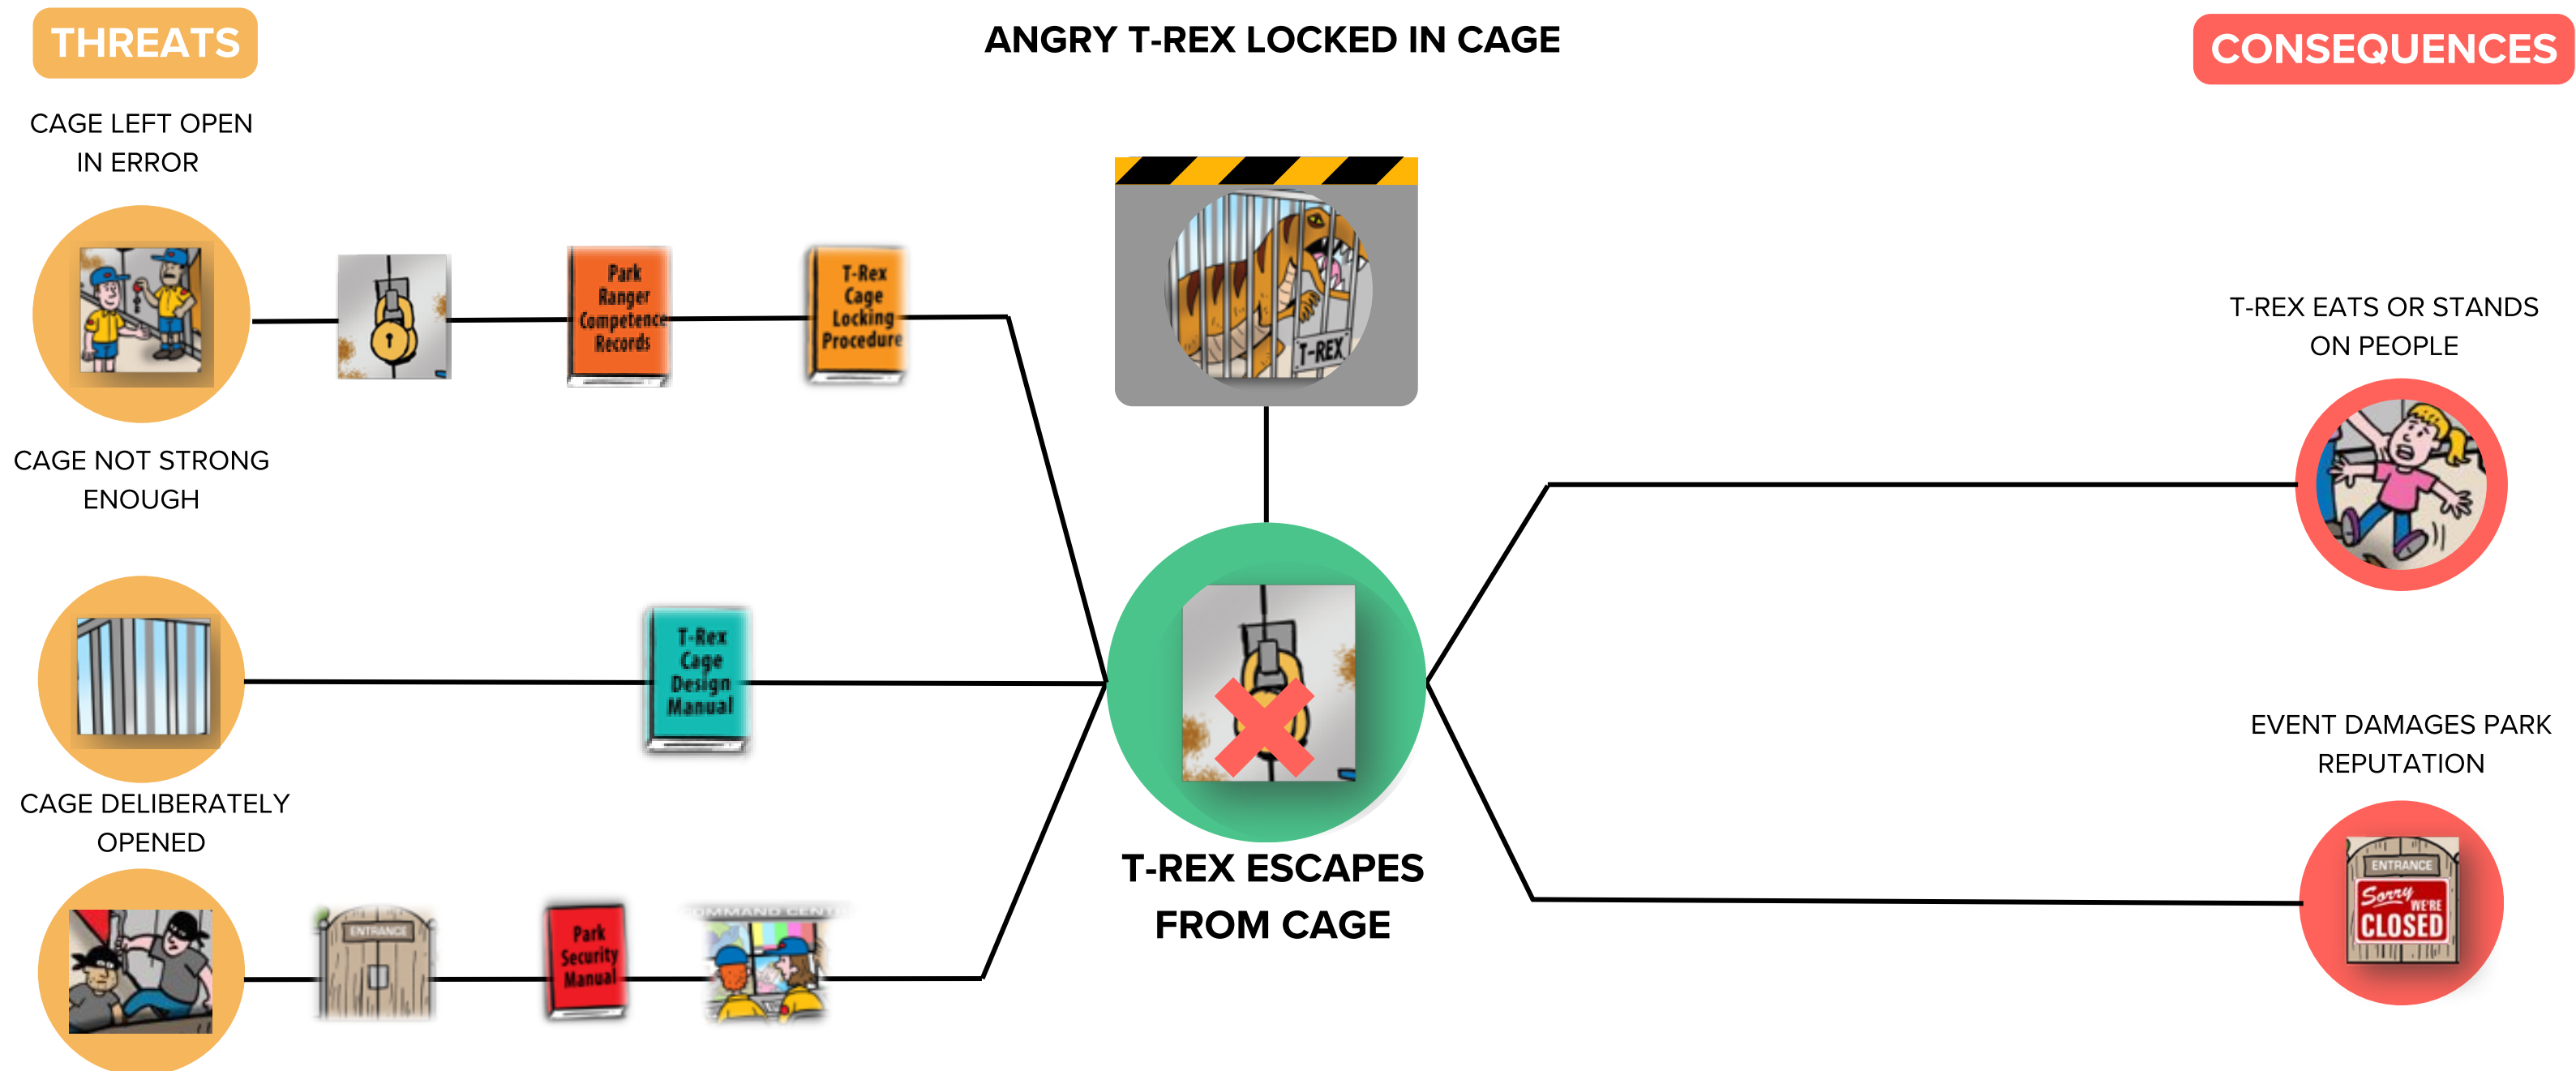 THREATS
ANGRY T-REX LOCKED IN CAGE
CONSEQUENCES
CAGE LEFT OPEN
IN ERROR
Park
Ranger
Competence
Records
T-Rex
Cage
Locking
Procedure
T-REX
T-REX EATS OR STANDS
ON PEOPLE
CAGE NOT STRONG
ENOUGH
T-Rex
Cage
Design
Manual
EVENT DAMAGES PARK
REPUTATION
CAGE DELIBERATELY
OPENED
ENTRANCE
Park
Security
Manual
COMMAND CENT
T-REX ESCAPES
FROM CAGE
ENTRANCE
Sorry
WE'RE
CLOSED